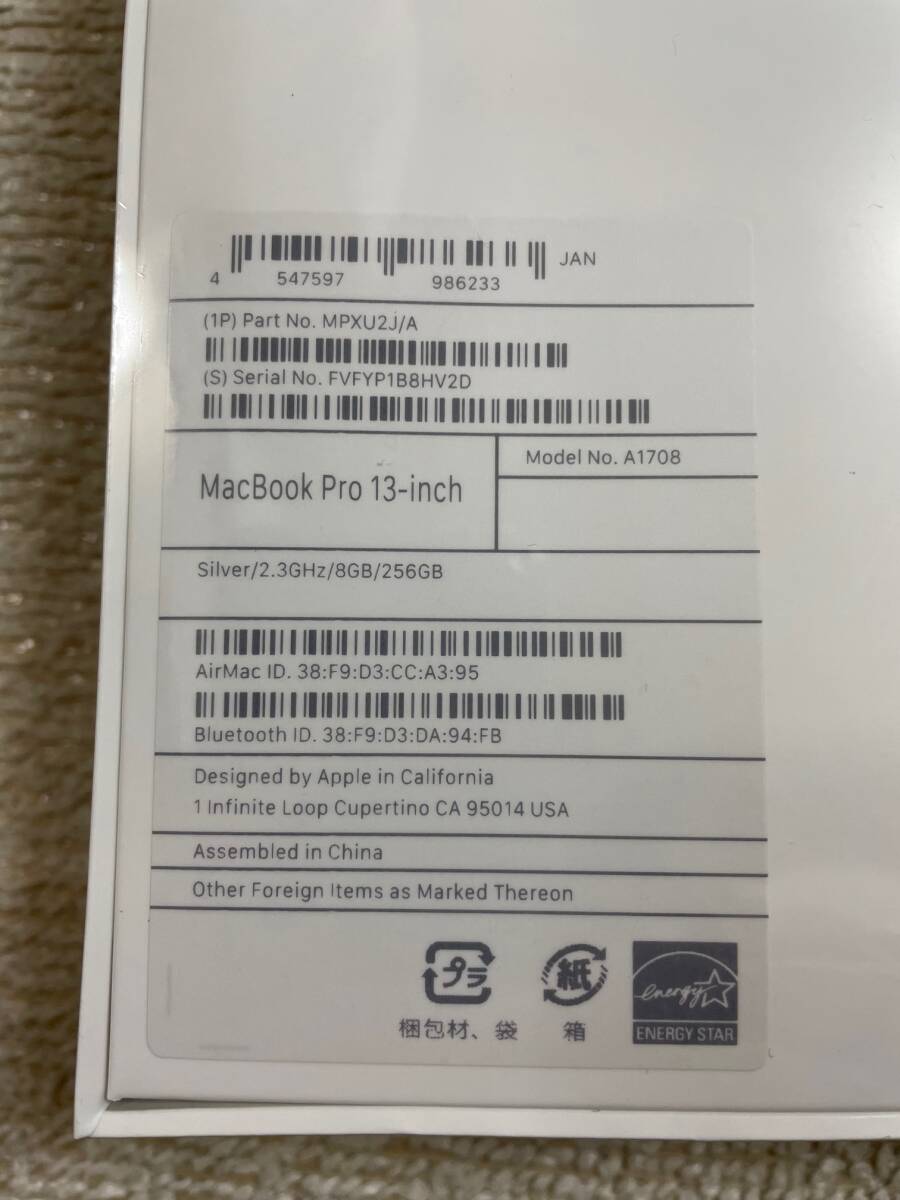 4 547597 986233 JAN
(1P) Part No. MPXU2J/A
(S) Serial No. FVFYP1B8HV2D
MacBook Pro 13-inch
Model No. A1708
Silver/2.3GHz/8GB/256GB
AirMac ID. 38:F9:D3:CC:A3:95
Bluetooth ID. 38:F9:D3:DA:94:FB
Designed by Apple in California
1 Infinite Loop Cupertino CA 95014 USA
Assembled in China
Other Foreign Items as Marked Thereon
プラ 紙 energy
梱包材、袋 箱 ENERGY STAR